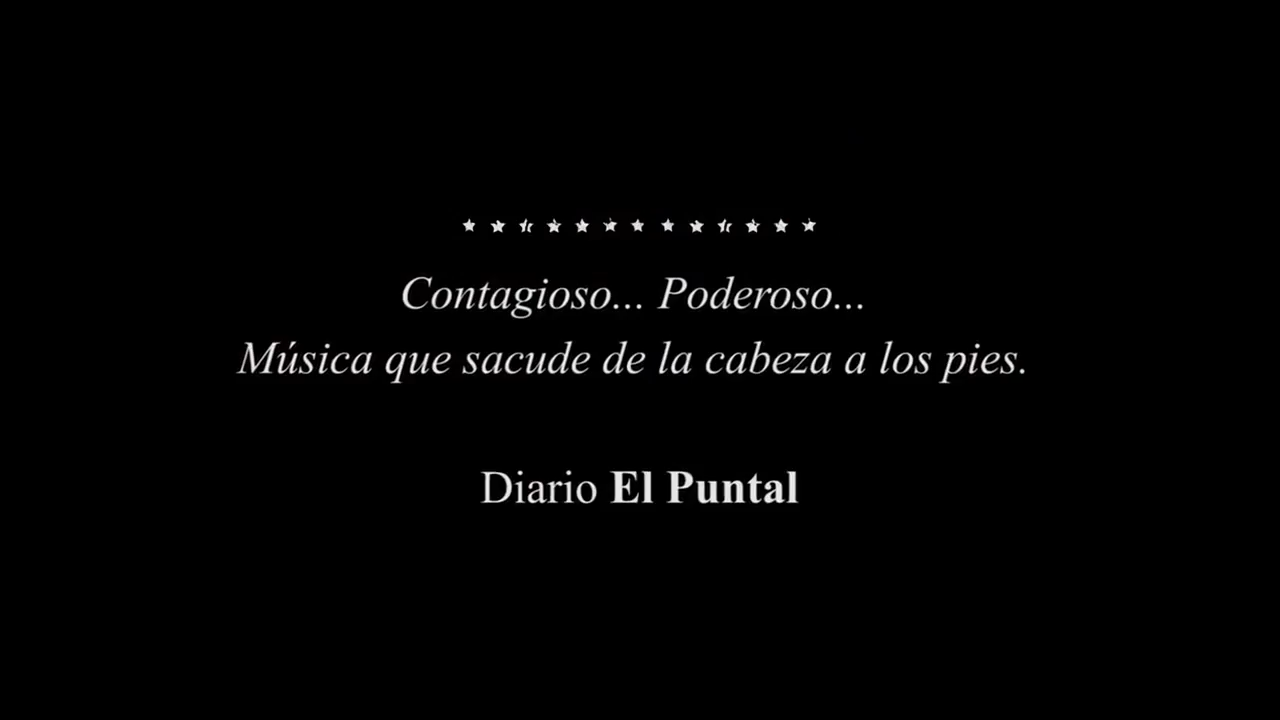 Contagioso... Poderoso...
Música que sacude de la cabeza a los pies.
Diario El Puntal